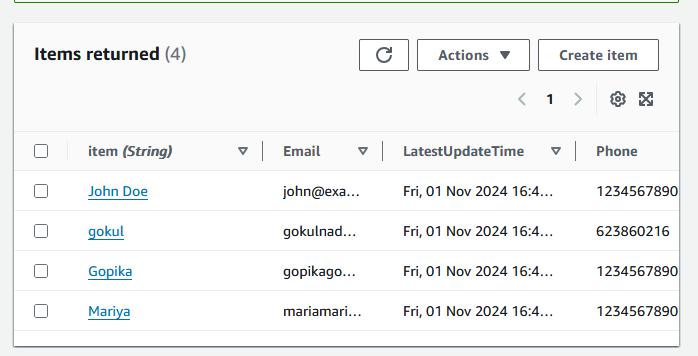 Items returned (4)
Actions
Create item
1
item (String) Email LatestUpdateTime Phone
John Doe john@exa... Fri, 01 Nov 2024 16:4... 1234567890
gokul gokulnad... Fri, 01 Nov 2024 16:4... 623860216
Gopika gopikago... Fri, 01 Nov 2024 16:4... 1234567890
Mariya mariamari... Fri, 01 Nov 2024 16:4... 1234567890